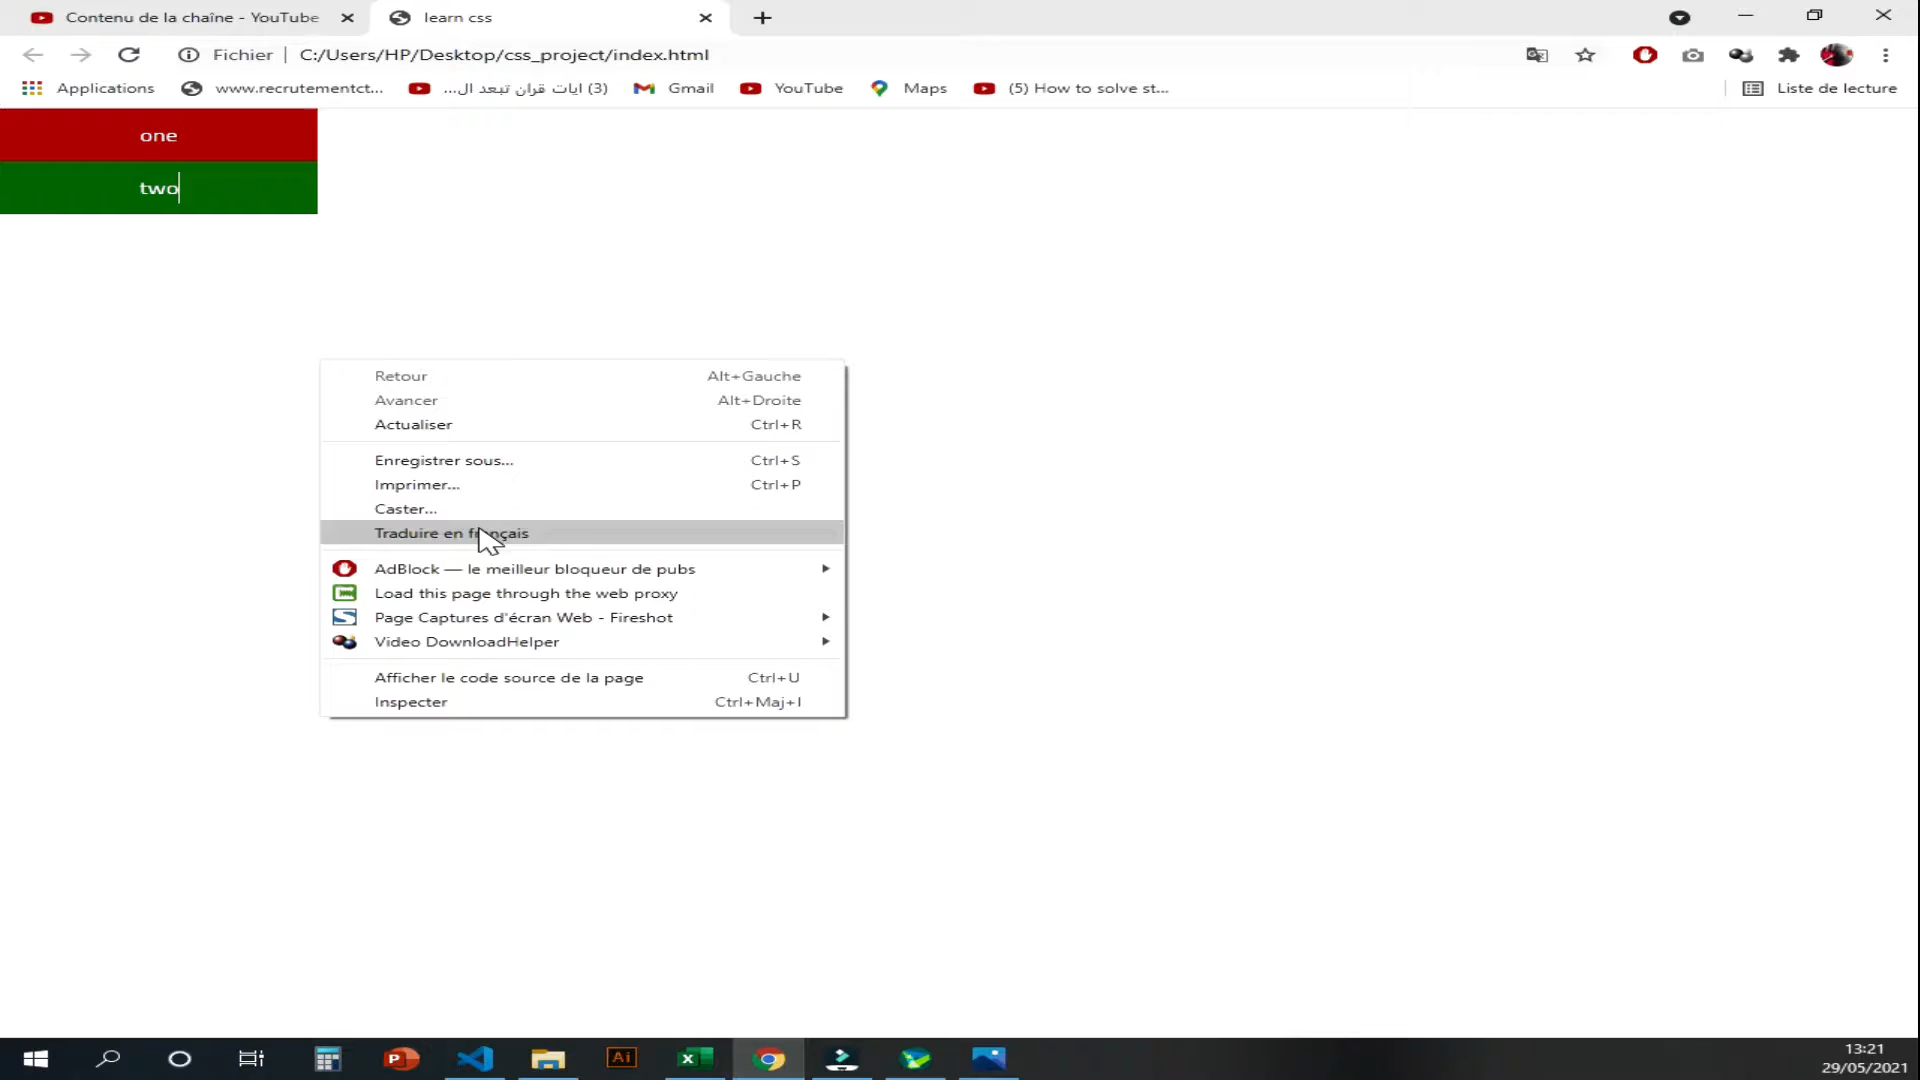 Contenu de la chaîne - YouTube
learn css
Fichier | C:/Users/HP/Desktop/css_project/index.html
Applications www.recrutementct... (3) ايات قران تبعد ال... Gmail YouTube Maps (5) How to solve st... Liste de lecture
one
two
Retour Alt+Gauche
Avancer Alt+Droite
Actualiser Ctrl+R
Enregistrer sous... Ctrl+S
Imprimer... Ctrl+P
Caster...
Traduire en français
AdBlock — le meilleur bloqueur de pubs
Load this page through the web proxy
Page Captures d'écran Web - Fireshot
Video DownloadHelper
Afficher le code source de la page Ctrl+U
Inspecter Ctrl+Maj+I
Ai
13:21
29/05/2021